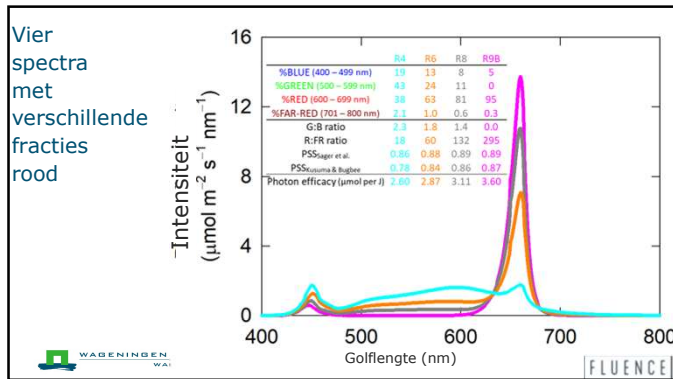 Vier
spectra
met
verschillende
fracties
rood
Intensiteit
(μmol m⁻² s⁻¹ nm⁻¹)
16
12
8
4
0
R4 R6 R8 R9B
%BLUE (400 – 499 nm) 19 13 8 5
%GREEN (500 - 599 nm) 43 24 11 0
%RED (600 – 699 nm) 38 63 81 95
%FAR-RED (701 – 800 nm) 2.1 1.0 0.6 0.3
G:B ratio 2.3 1.8 1.4 0.0
R:FR ratio 18 60 132 295
PSS Sager et al. 0.86 0.88 0.89 0.89
PSS Kusuma & Bugbee 0.78 0.84 0.86 0.87
Photon efficacy (μmol per J) 2.60 2.87 3.11 3.60
400 500 600 700 800
Golflengte (nm)
WAGENINGEN
FLUENCE